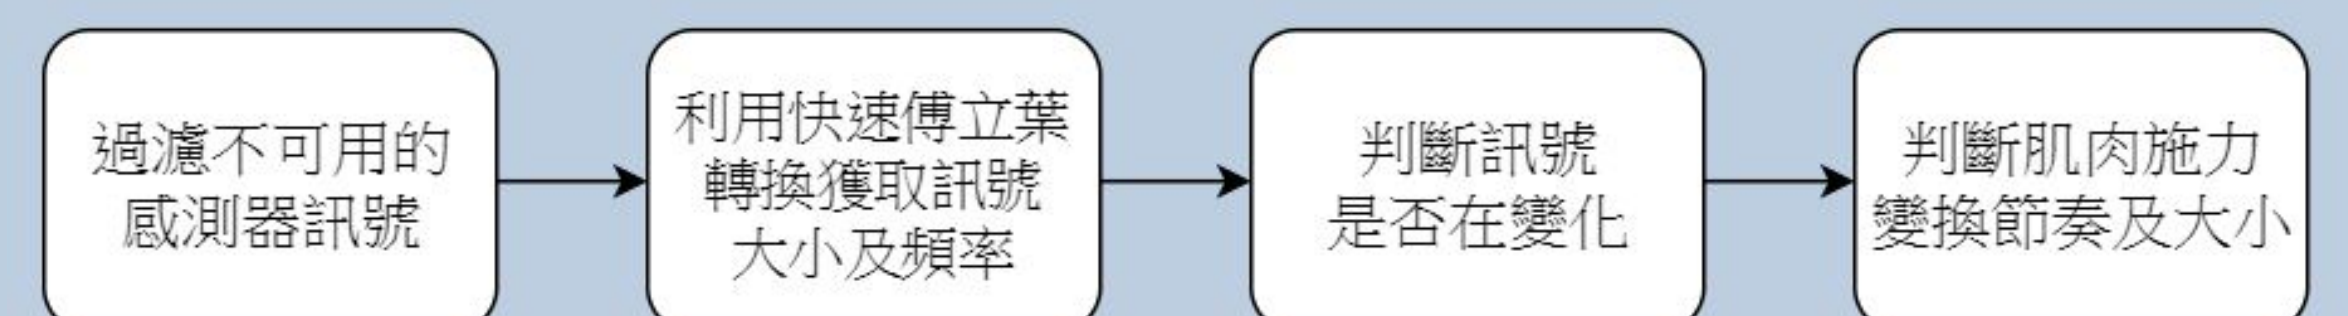 過濾不可用的
感測器訊號
利用快速傅立葉
轉換獲取訊號
大小及頻率
判斷訊號
是否在變化
判斷肌肉施力
變換節奏及大小